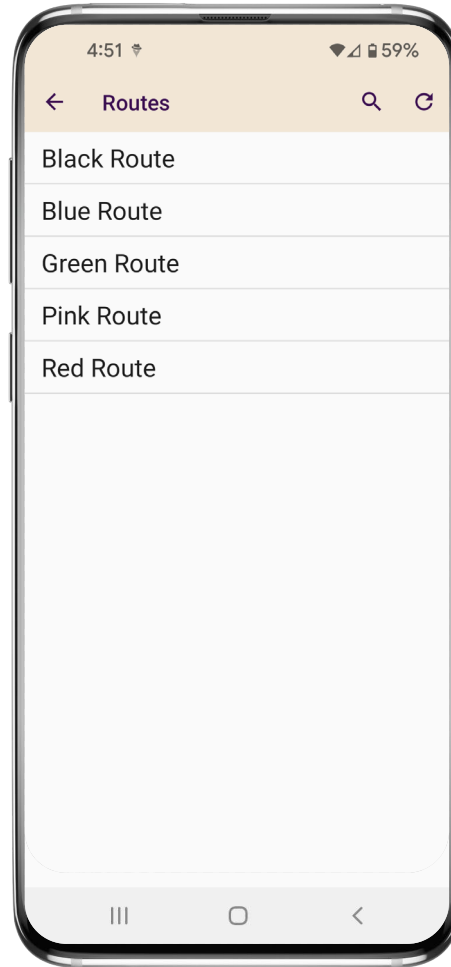 4:51 59%
Routes
Black Route
Blue Route
Green Route
Pink Route
Red Route